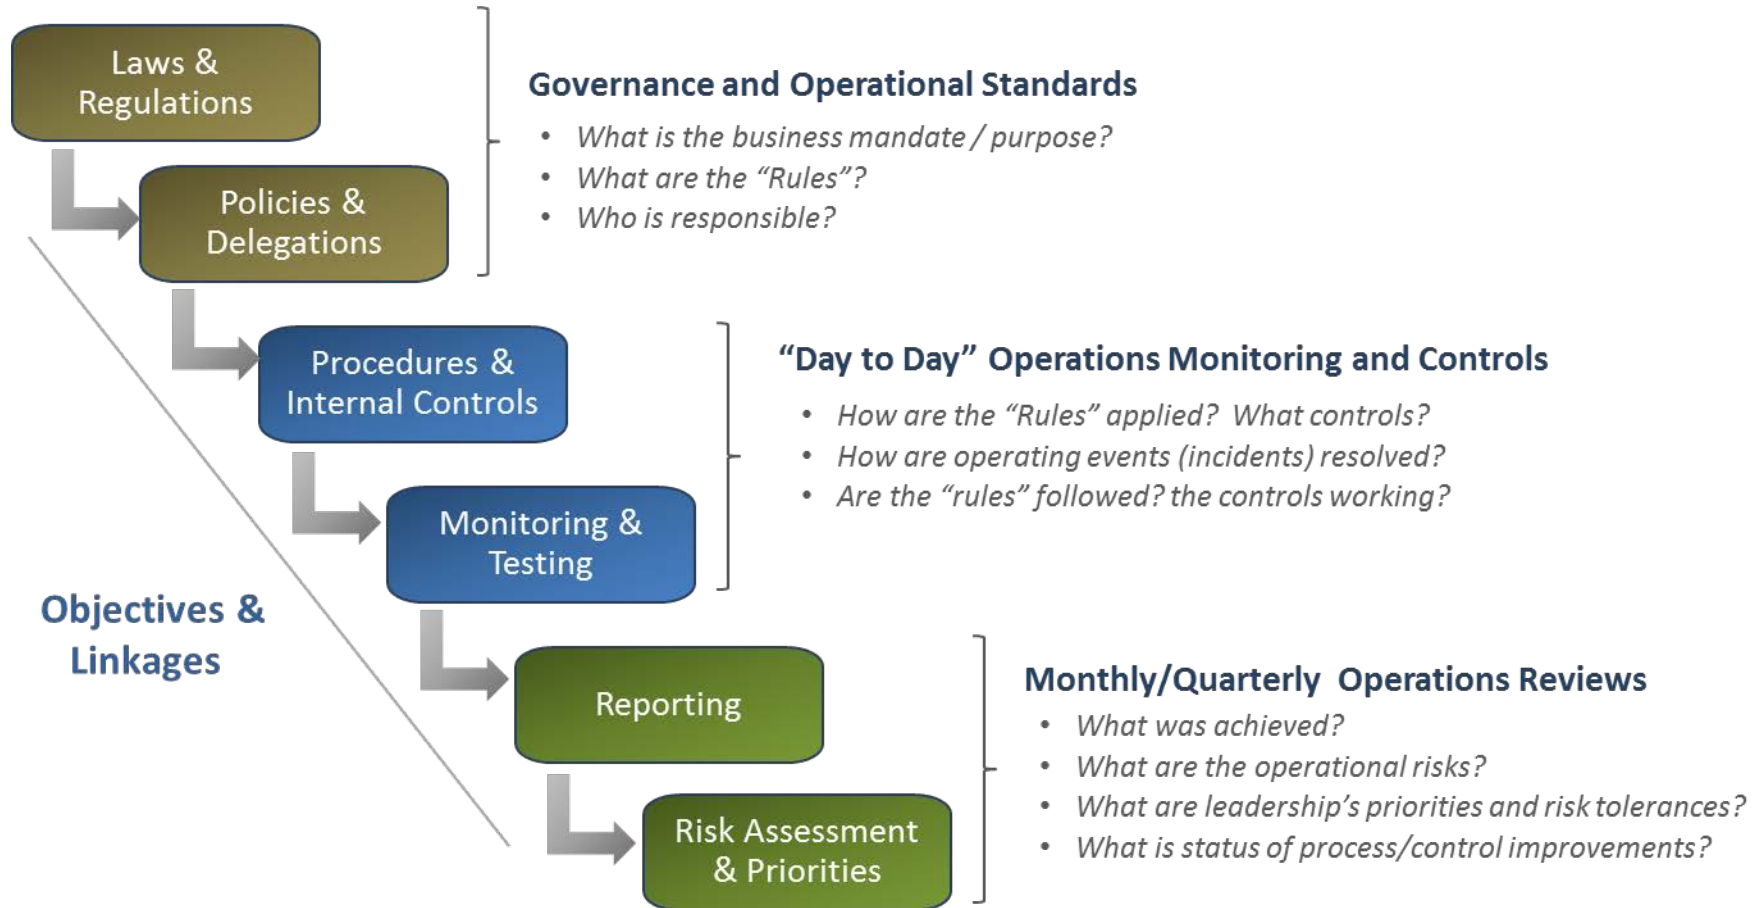 Laws &
Regulations
Policies &
Delegations
Governance and Operational Standards
• What is the business mandate / purpose?
• What are the “Rules”?
• Who is responsible?
Procedures &
Internal Controls
Monitoring &
Testing
“Day to Day” Operations Monitoring and Controls
• How are the “Rules” applied?  What controls?
• How are operating events (incidents) resolved?
• Are the “rules” followed? the controls working?
Objectives &
Linkages
Reporting
Risk Assessment
& Priorities
Monthly/Quarterly  Operations Reviews
• What was achieved?
• What are the operational risks?
• What are leadership’s priorities and risk tolerances?
• What is status of process/control improvements?